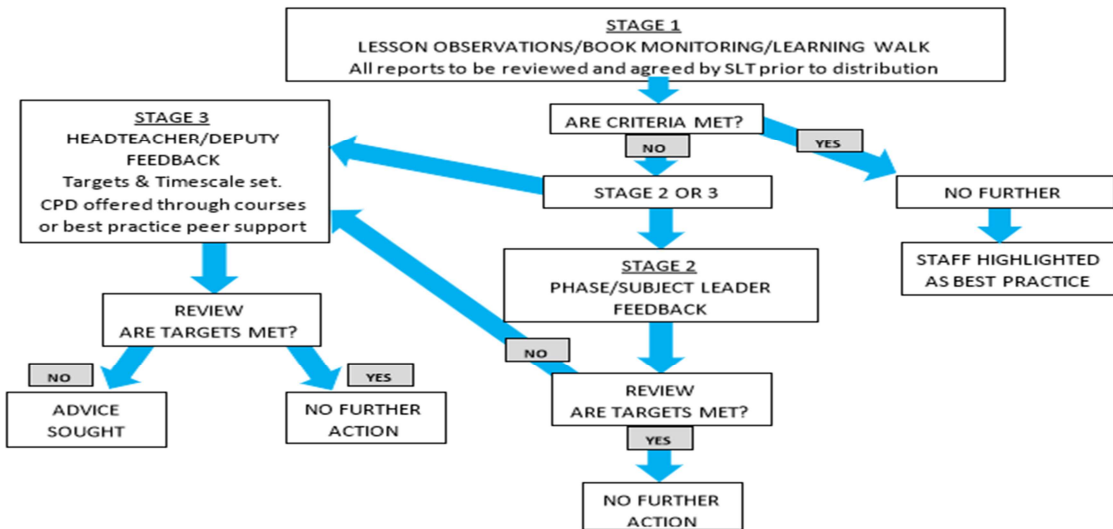 STAGE 1
LESSON OBSERVATIONS/BOOK MONITORING/LEARNING WALK
All reports to be reviewed and agreed by SLT prior to distribution
ARE CRITERIA MET?
NO
YES
STAGE 3
HEADTEACHER/DEPUTY
FEEDBACK
Targets & Timescale set.
CPD offered through courses
or best practice peer support
STAGE 2 OR 3
NO FURTHER
STAFF HIGHLIGHTED
AS BEST PRACTICE
STAGE 2
PHASE/SUBJECT LEADER
FEEDBACK
REVIEW
ARE TARGETS MET?
NO
YES
ADVICE
SOUGHT
NO FURTHER
ACTION
NO
REVIEW
ARE TARGETS MET?
YES
NO FURTHER
ACTION